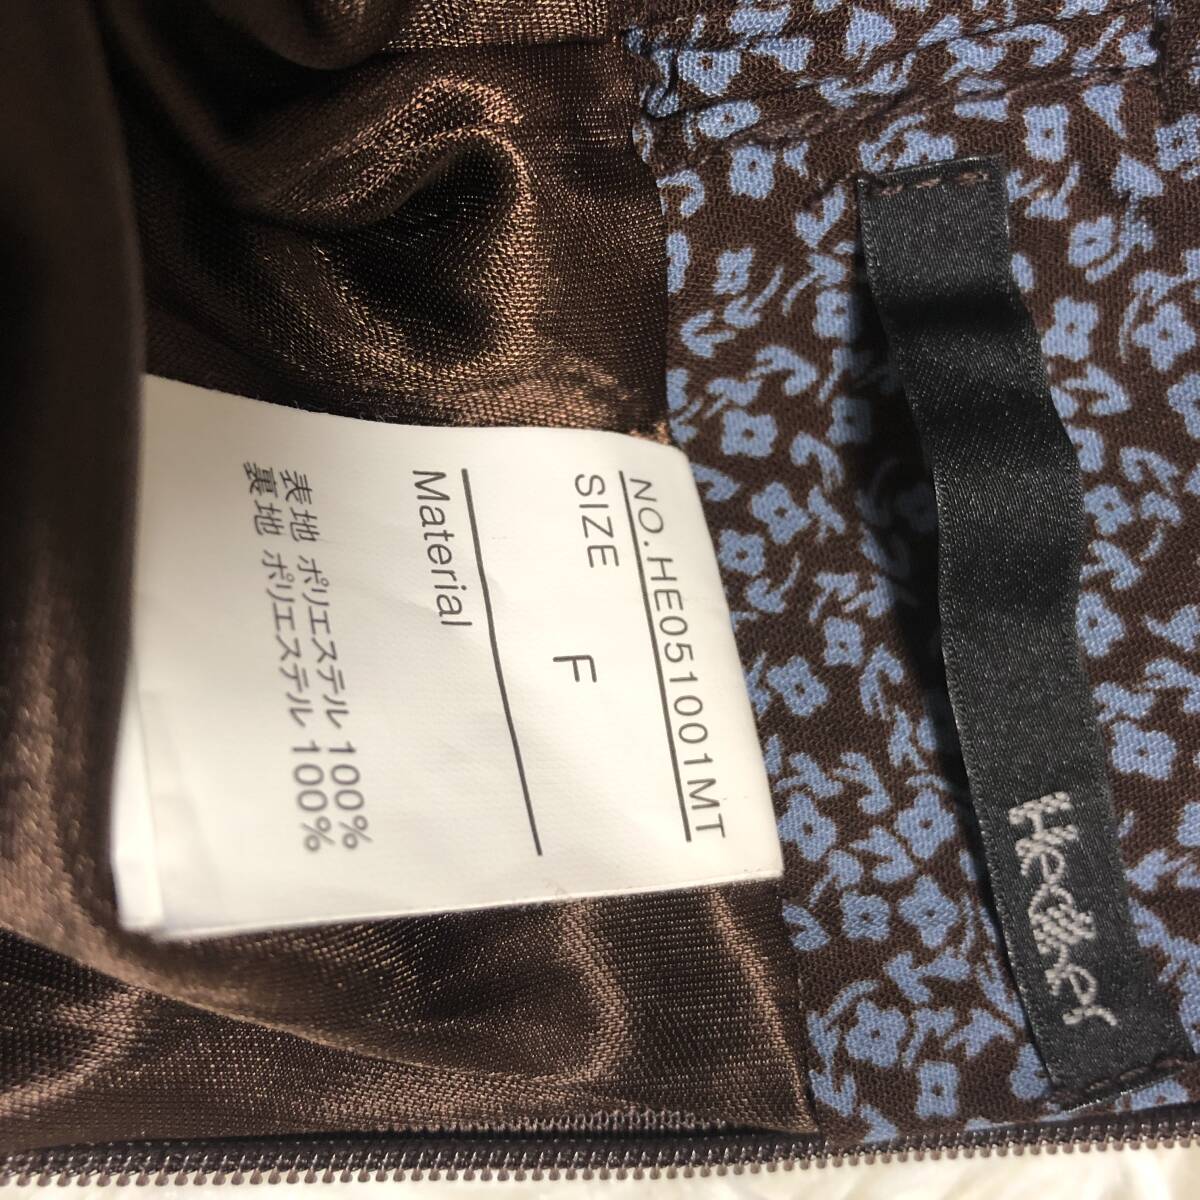 NO.HE051001MT
SIZE F
Material
表地 ポリエステル 100%
裏地 ポリエステル 100%
Heather